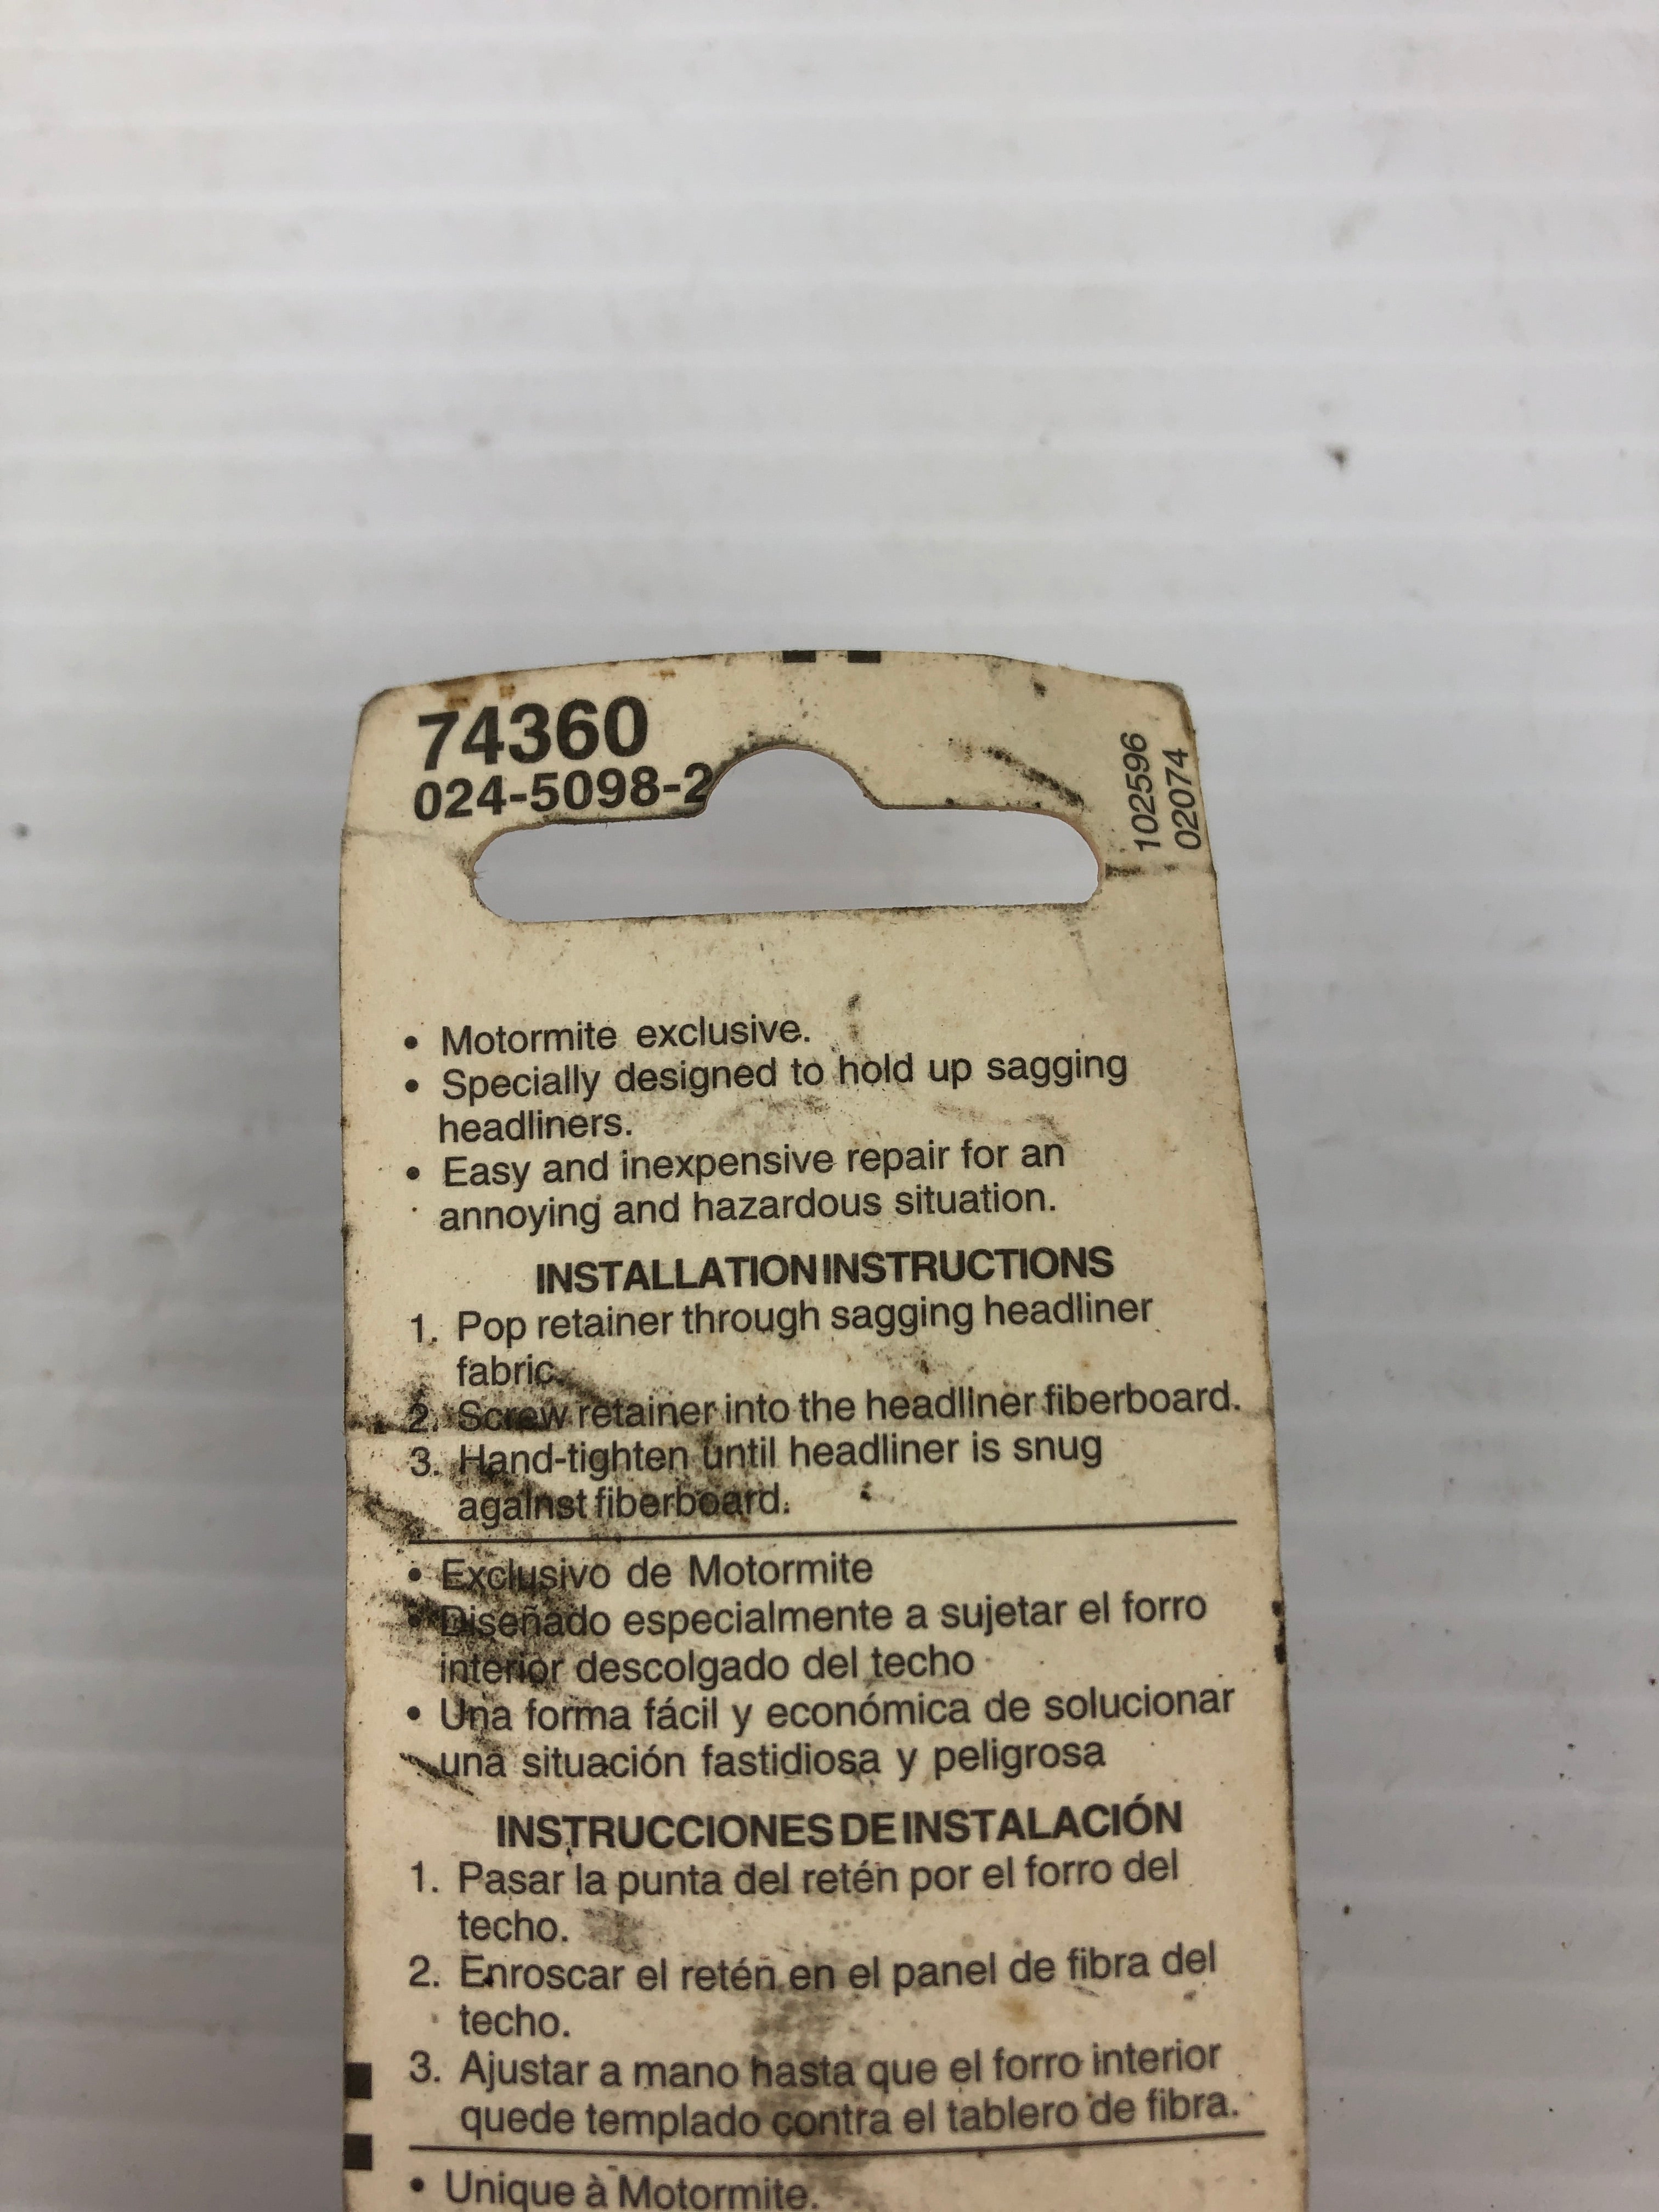 74360
024-5098-2
102596
02074
• Motormite exclusive.
• Specially designed to hold up sagging
headliners.
• Easy and inexpensive repair for an
annoying and hazardous situation.
INSTALLATION INSTRUCTIONS
1. Pop retainer through sagging headliner
fabric.
2. Screw retainer into the headliner fiberboard.
3. Hand-tighten until headliner is snug
against fiberboard.
• Exclusivo de Motormite
• Diseñado especialmente a sujetar el forro
interior descolgado del techo
• Una forma fácil y económica de solucionar
una situación fastidiosa y peligrosa
INSTRUCCIONES DE INSTALACIÓN
1. Pasar la punta del retén por el forro del
techo.
2. Enroscar el retén en el panel de fibra del
techo.
3. Ajustar a mano hasta que el forro interior
quede templado contra el tablero de fibra.
• Unique à Motormite.